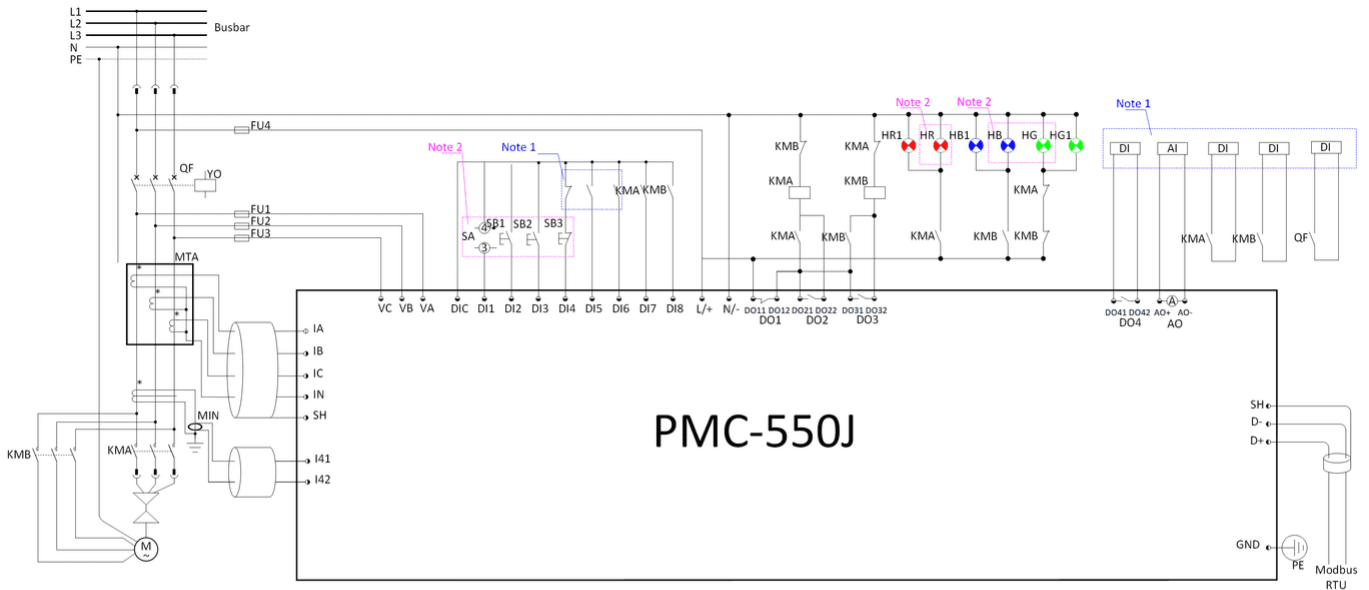 L1
L2
L3
N
PE
Busbar
FU4
QF
YO
FU1
FU2
FU3
MTA
*
*
*
*
MIN
KMB
KMA
M
~
Note 2
Note 1
SA
4
3
SB1
SB2
SB3
KMA
KMB
VC
VB
VA
DIC
DI1
DI2
DI3
DI4
DI5
DI6
DI7
DI8
L/+
N/-
DO11
DO12
DO21
DO22
DO31
DO32
DO1
DO2
DO3
KMB
KMA
KMA
KMB
KMA
KMB
Note 2
Note 2
HR1
HR
HB1
HB
HG
HG1
KMA
KMA
KMB
KMB
Note 1
DI
AI
DI
DI
DI
KMA
KMB
QF
DO41
DO42
AO+
A
AO-
DO4
AO
IA
IB
IC
IN
SH
I41
I42
PMC-550J
SH
D-
D+
GND
PE
Modbus
RTU